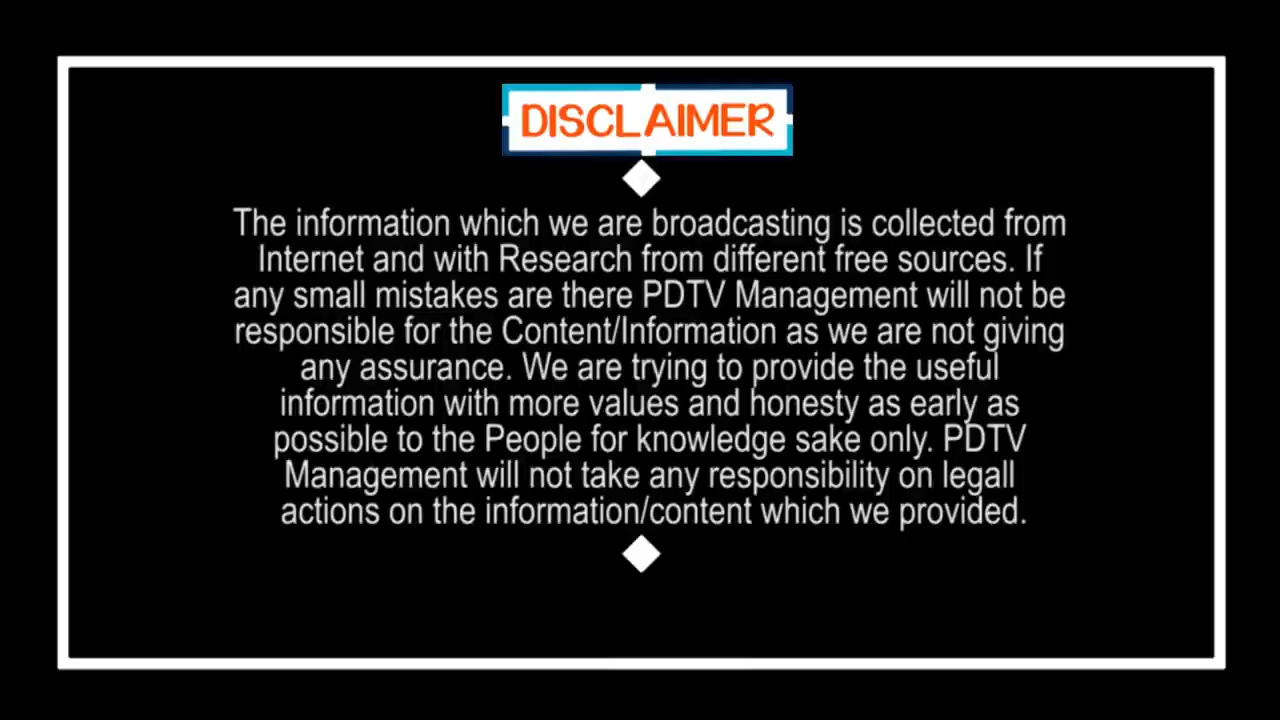 DISCLAIMER
The information which we are broadcasting is collected from
Internet and with Research from different free sources. If
any small mistakes are there PDTV Management will not be
responsible for the Content/Information as we are not giving
any assurance. We are trying to provide the useful
information with more values and honesty as early as
possible to the People for knowledge sake only. PDTV
Management will not take any responsibility on legall
actions on the information/content which we provided.